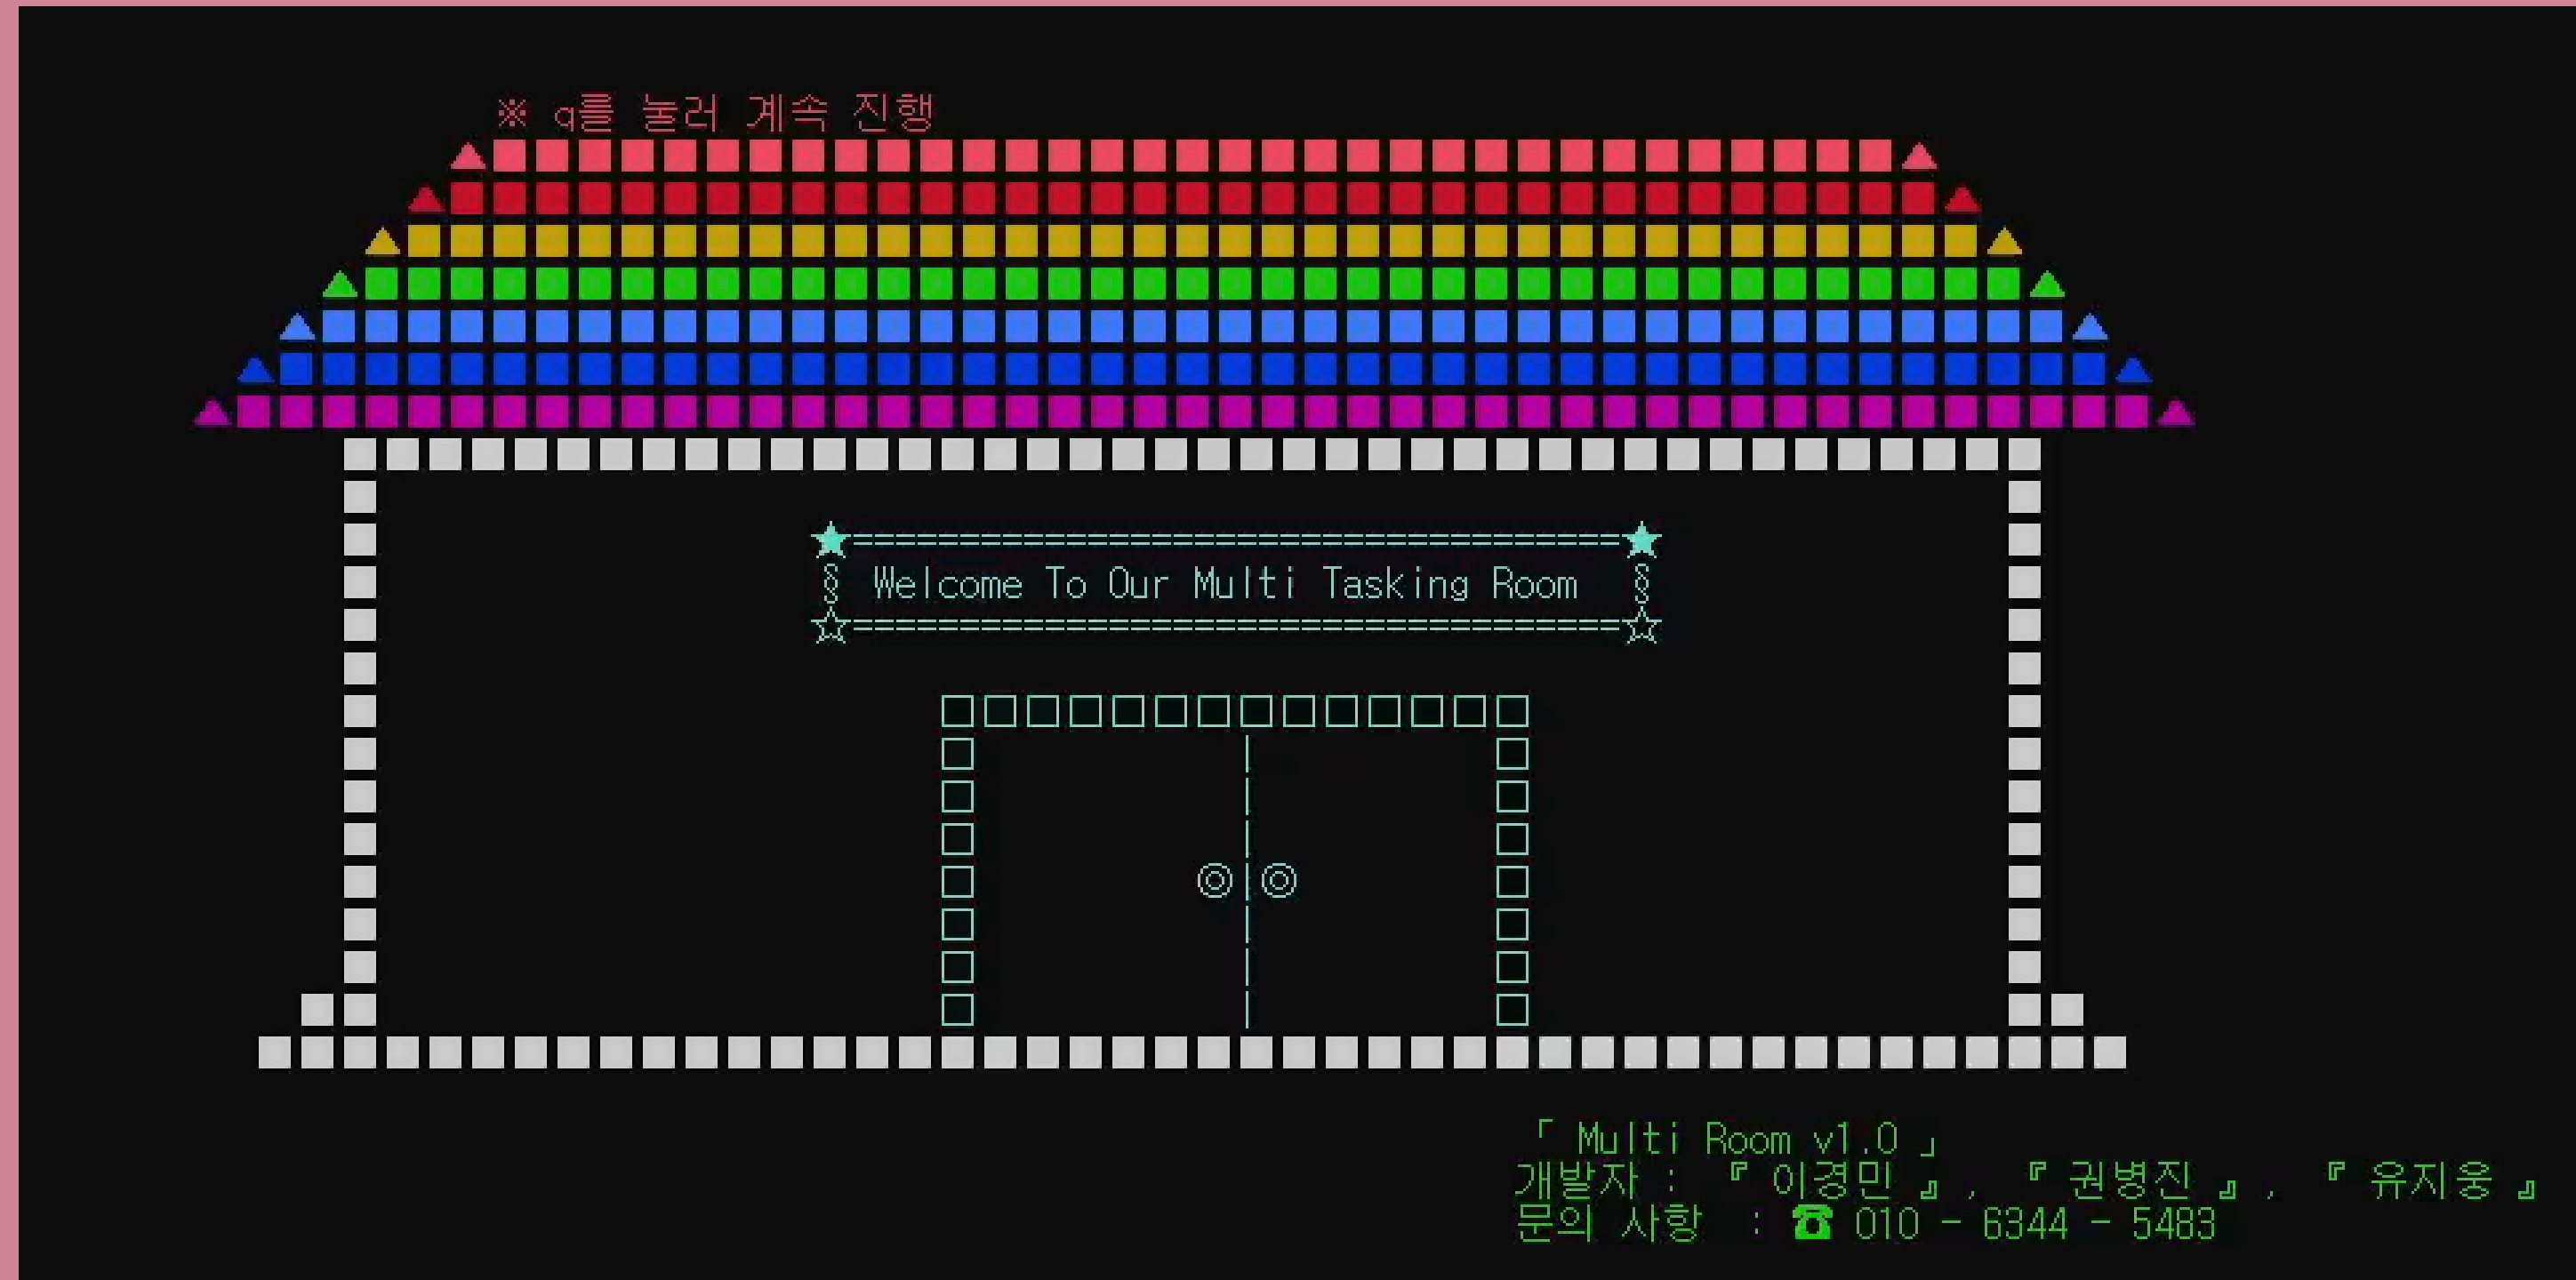 ※ q를 눌러 계속 진행
Welcome To Our Multi Tasking Room
「 Multi Room v1.0 」
개발자 : 『 이경민 』, 『 권병진 』, 『 유지웅 』
문의 사항 : ☎ 010 - 6344 - 5483